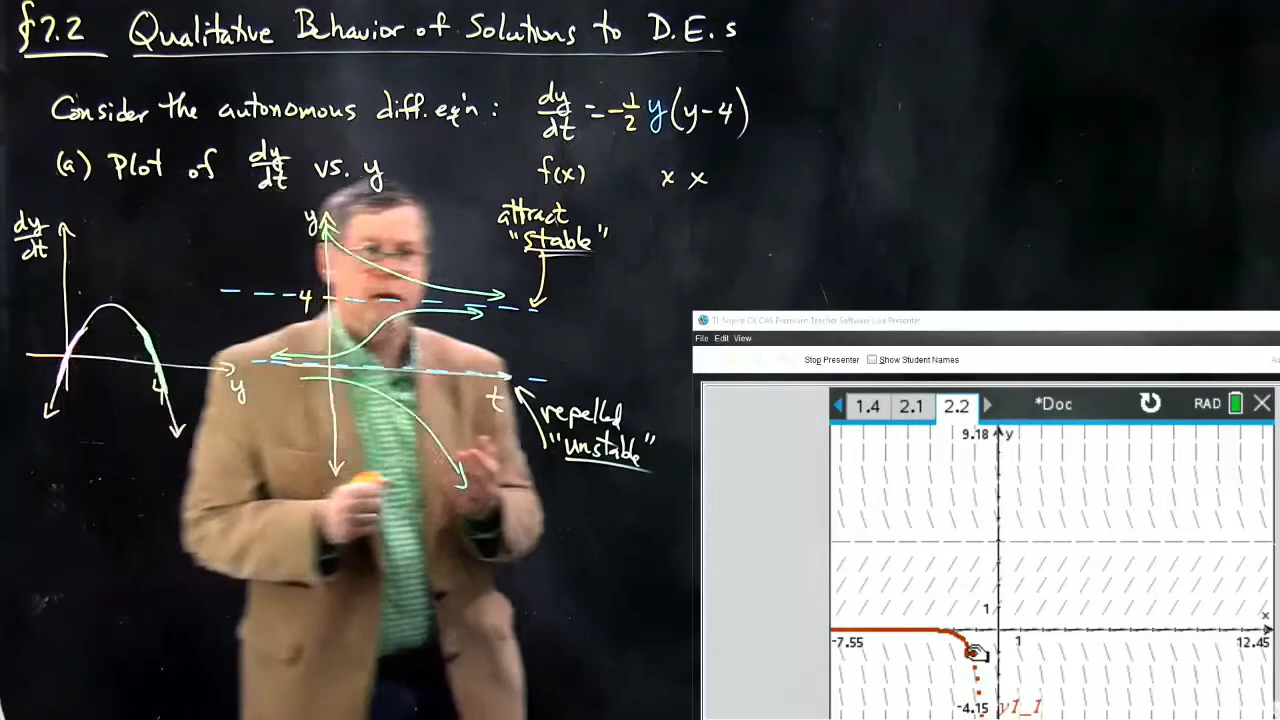 §7.2 Qualitative Behavior of Solutions to D.E.s
Consider the autonomous diff. eq'n: dy/dt = -1/2 y(y-4)
(a) Plot of dy/dt vs. y
f(x) x x
attract
"stable"
dy/dt
y
4
4
y
t
repelled
"unstable"
TI-Nspire CX CAS Premium Teacher Software Live Presenter
File Edit View
Stop Presenter Show Student Names
1.4 2.1 2.2 *Doc RAD
9.18 y
1
x
-7.55 1 12.45
-4.15 y1_1